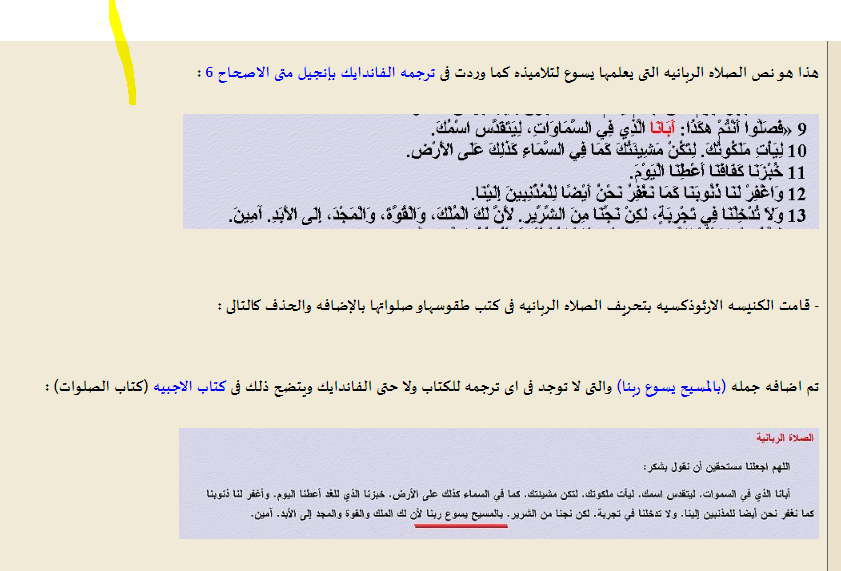 هذا هو نص الصلاه الربانيه التى يعلمها يسوع لتلاميذه كما وردت فى ترجمه الفاندايك بإنجيل متى الاصحاح 6 :
9 «فَصَلُّوا أَنْتُمْ هكَذَا: أَبَانَا الَّذِي فِي السَّمَاوَاتِ، لِيَتَقَدَّسِ اسْمُكَ.
10 لِيَأْتِ مَلَكُوتُكَ. لِتَكُنْ مَشِيئَتُكَ كَمَا فِي السَّمَاءِ كَذلِكَ عَلَى الأَرْضِ.
11 خُبْزَنَا كَفَافَنَا أَعْطِنَا الْيَوْمَ.
12 وَاغْفِرْ لَنَا ذُنُوبَنَا كَمَا نَغْفِرُ نَحْنُ أَيْضًا لِلْمُذْنِبِينَ إِلَيْنَا.
13 وَلاَ تُدْخِلْنَا فِي تَجْرِبَةٍ، لكِنْ نَجِّنَا مِنَ الشِّرِّيرِ. لأَنَّ لَكَ الْمُلْكَ، وَالْقُوَّةَ، وَالْمَجْدَ، إِلَى الأَبَدِ. آمِينَ.
- قامت الكنيسه الارثوذكسيه بتحريف الصلاه الربانيه فى كتب طقوسهاو صلواتها بالإضافه والحذف كالتالى :
تم اضافه جمله (بالمسيح يسوع ربنا) والتى لا توجد فى اى ترجمه للكتاب ولا حتى الفاندايك ويتضح ذلك فى كتاب الاجبيه (كتاب الصلوات) :
الصلاة الربانية
اللهم اجعلنا مستحقين أن نقول بشكر:
أبانا الذي في السموات. ليتقدس اسمك. ليأت ملكوتك. لتكن مشيئتك. كما في السماء كذلك على الأرض. خبزنا الذي للغد أعطنا اليوم. وأغفر لنا ذنوبنا
كما نغفر نحن أيضا للمذنبين إلينا. ولا تدخلنا في تجربة. لكن نجنا من الشرير. بالمسيح يسوع ربنا لأن لك الملك والقوة والمجد إلى الأبد. آمين.